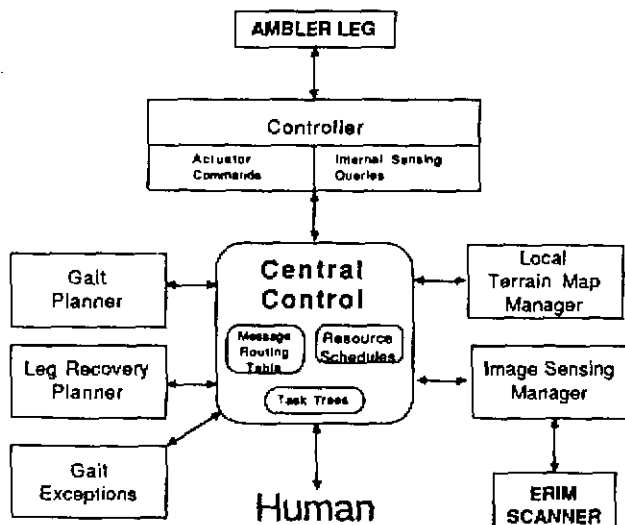 AMBLER LEG
Controller
Actuator
Commands
Internal Sensing
Queries
Gait
Planner
Central
Control
Local
Terrain Map
Manager
Message
Routing
Table
Resource
Schedules
Leg Recovery
Planner
Image Sensing
Manager
Task Trees
Gait
Exceptions
Human
ERIM
SCANNER